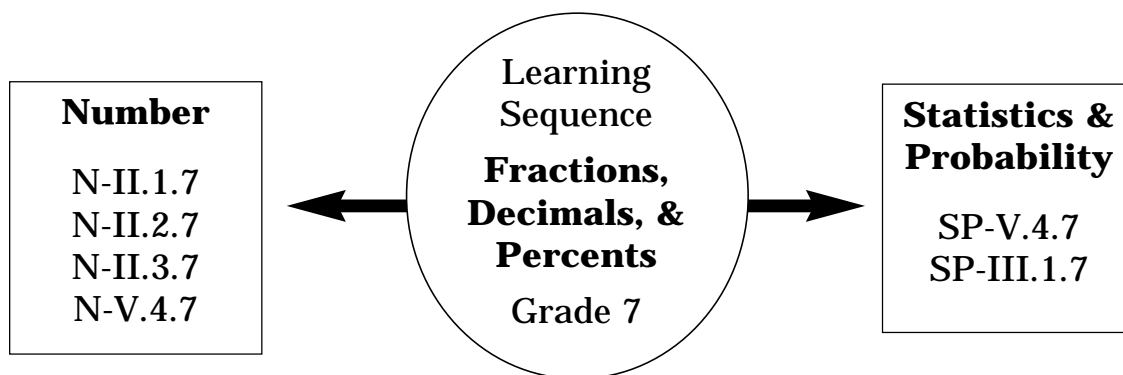 Number
N-II.1.7
N-II.2.7
N-II.3.7
N-V.4.7
Learning
Sequence
Fractions,
Decimals, &
Percents
Grade 7
Statistics &
Probability
SP-V.4.7
SP-III.1.7